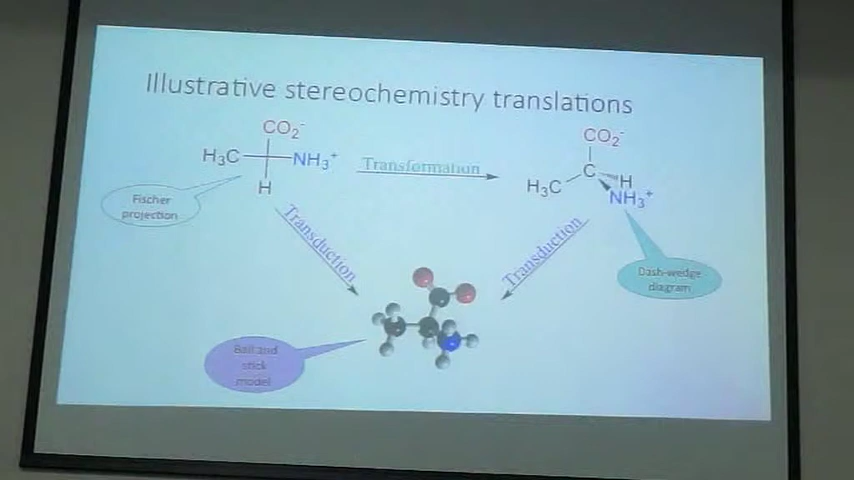 Illustrative stereochemistry translations
CO₂⁻
H₃C
NH₃⁺
H
Fischer
projection
Transformation
CO₂⁻
C
H
H₃C
NH₃⁺
Dash-wedge
diagram
Transduction
Transduction
Ball and
stick
model